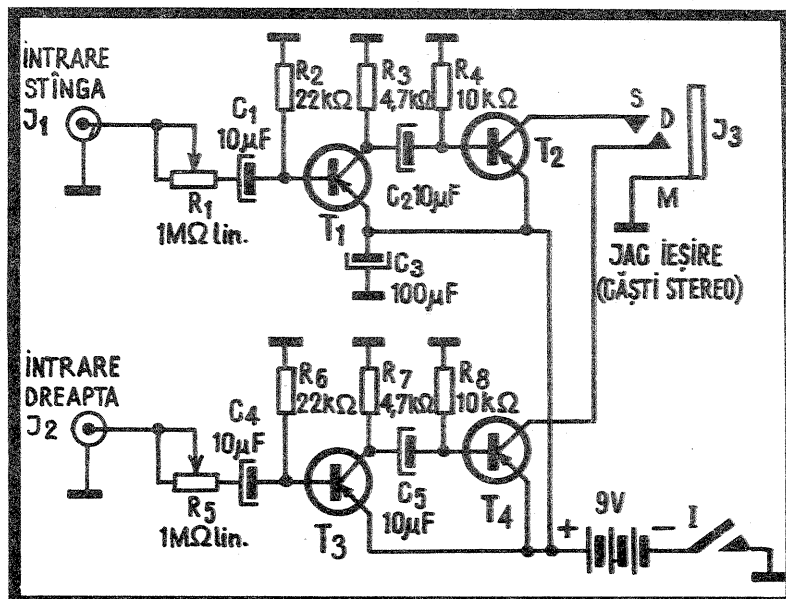 ÎNTRARE
STÎNGA
J1
R1
1MΩ lin.
C1
10µF
R2
22kΩ
R3
4,7kΩ
R4
10kΩ
T1
C2 10µF
T2
C3
100µF
S
D
J3
M
JAC IEȘIRE
(CĂȘTI STEREO)
ÎNTRARE
DREAPTA
J2
R5
1MΩ lin.
C4
10µF
R6
22kΩ
R7
4,7kΩ
R8
10kΩ
T3
C5
10µF
T4
9V
+
−
I